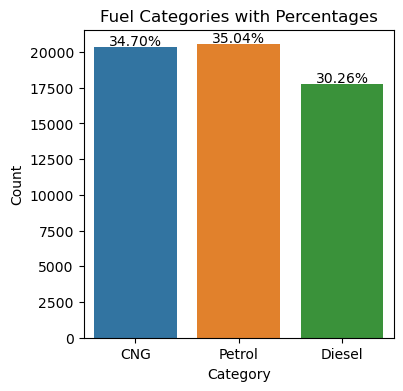 Fuel Categories with Percentages
34.70%
35.04%
30.26%
20000
17500
15000
12500
10000
7500
5000
2500
0
Count
CNG
Petrol
Diesel
Category